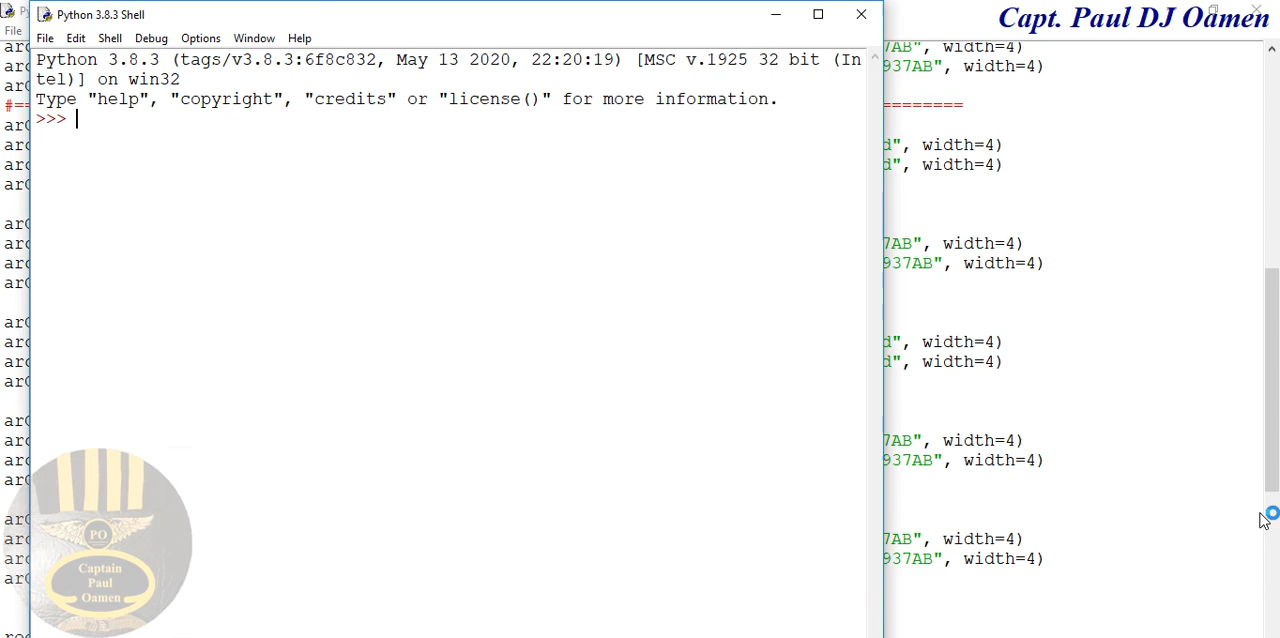 Python 3.8.3 Shell
Capt. Paul DJ Oamen
File
File Edit Shell Debug Options Window Help
Python 3.8.3 (tags/v3.8.3:6f8c832, May 13 2020, 22:20:19) [MSC v.1925 32 bit (In
tel)] on win32
Type "help", "copyright", "credits" or "license()" for more information.
>>>
7AB", width=4)
937AB", width=4)
#==
=========
d", width=4)
d", width=4)
7AB", width=4)
937AB", width=4)
d", width=4)
d", width=4)
7AB", width=4)
937AB", width=4)
7AB", width=4)
937AB", width=4)
PO
Captain
Paul
Oamen